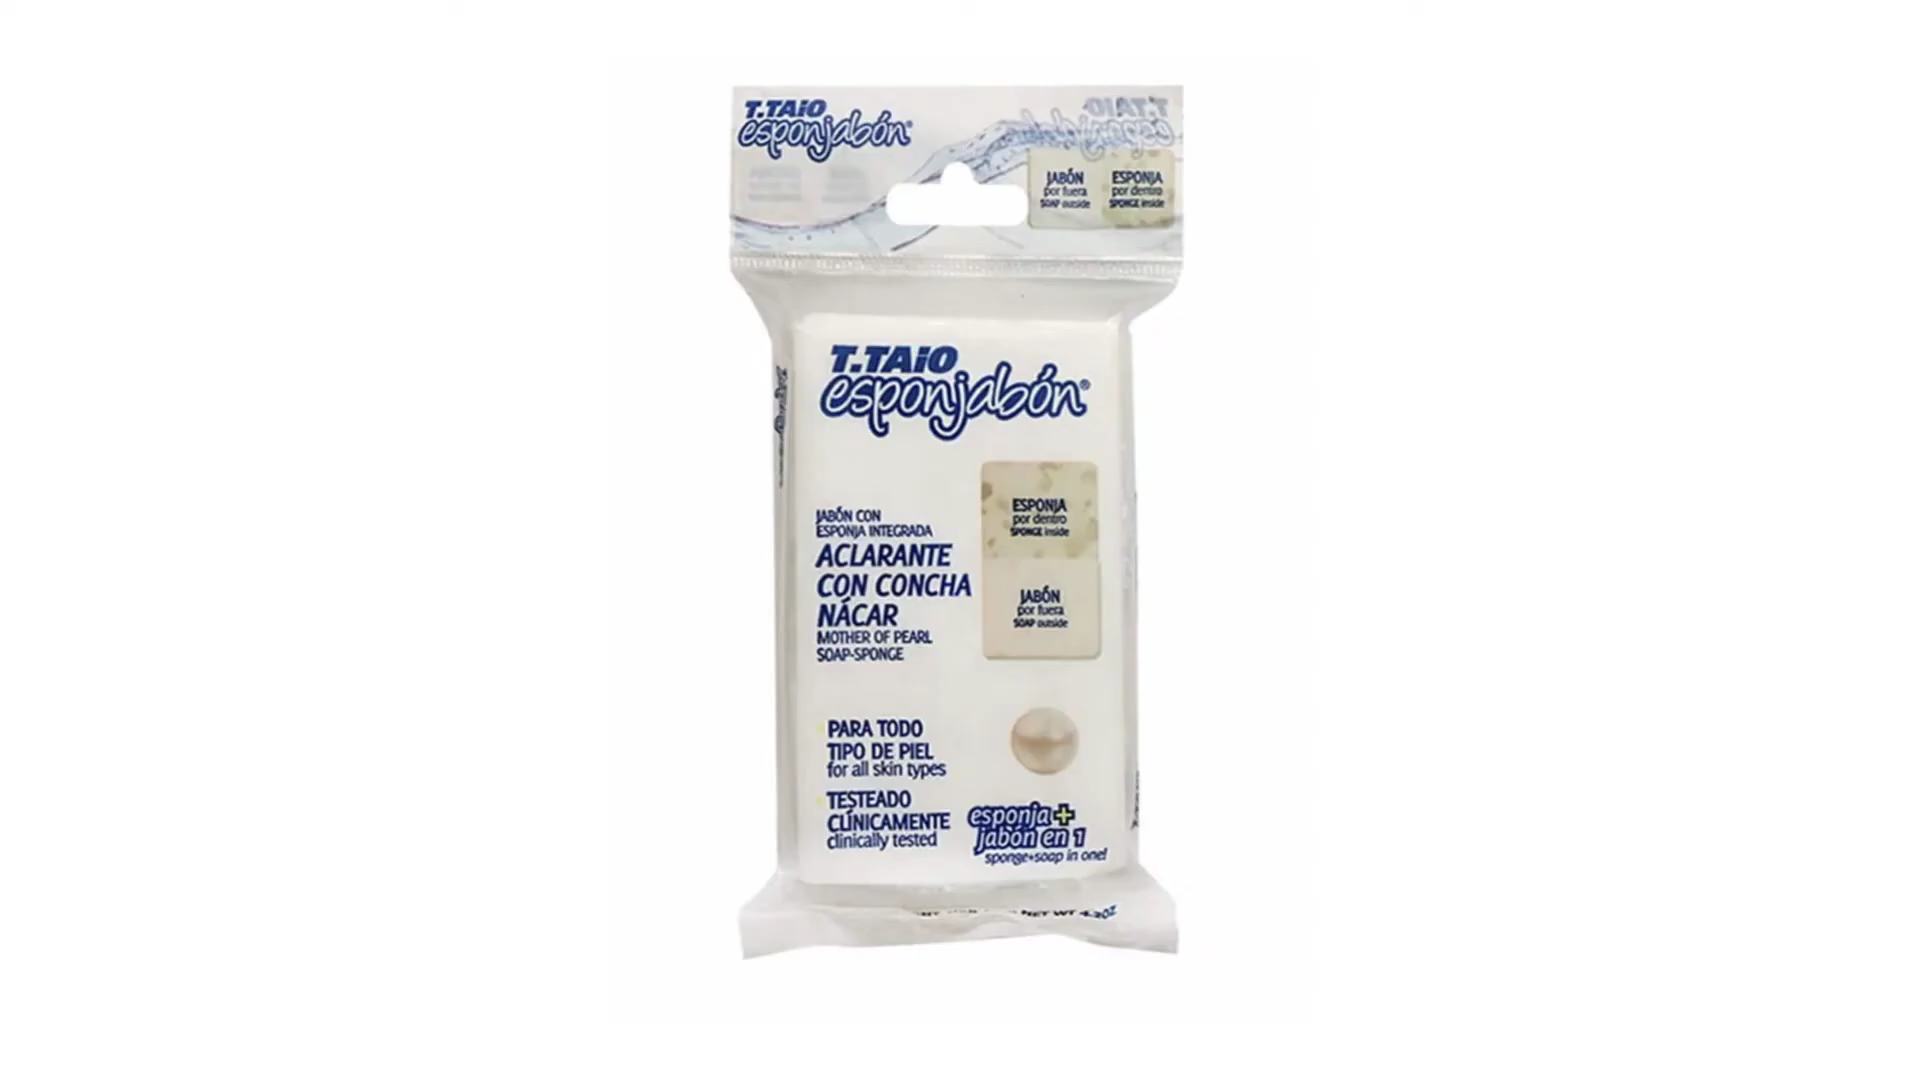 T.TAiO
esponjabón®
JABÓN
por fuera
SOAP outside
ESPONJA
por dentro
SPONGE inside
T.TAiO
esponjabón®
ESPONJA
por dentro
SPONGE inside
JABÓN
por fuera
SOAP outside
JABÓN CON
ESPONJA INTEGRADA
ACLARANTE
CON CONCHA
NÁCAR
MOTHER OF PEARL
SOAP-SPONGE
PARA TODO
TIPO DE PIEL
for all skin types
TESTEADO
CLÍNICAMENTE
clinically tested
esponja +
jabón en 1
sponge+soap in one!
NET WT 4.2OZ